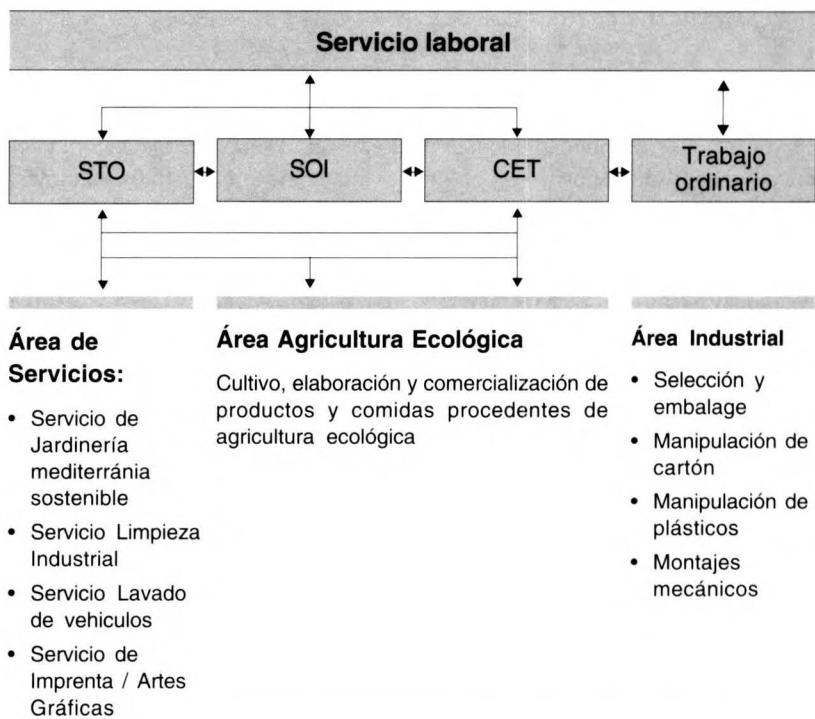 Servicio laboral
STO
SOI
CET
Trabajo
ordinario
Área de
Servicios:
• Servicio de
Jardinería
mediterránia
sostenible
• Servicio Limpieza
Industrial
• Servicio Lavado
de vehiculos
• Servicio de
Imprenta / Artes
Gráficas
Área Agricultura Ecológica
Cultivo, elaboración y comercialización de
productos y comidas procedentes de
agricultura ecológica
Área Industrial
• Selección y
embalage
• Manipulación de
cartón
• Manipulación de
plásticos
• Montajes
mecánicos